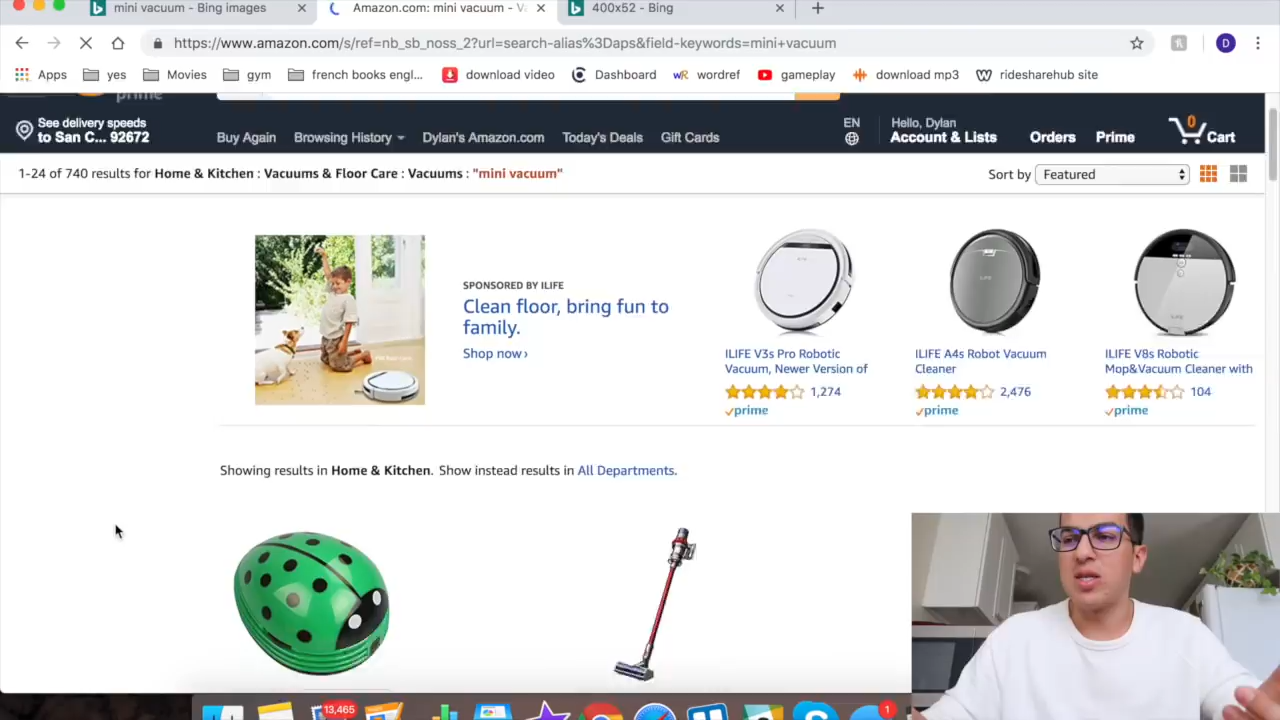 mini vacuum - Bing images
Amazon.com: mini vacuum - V
400x52 - Bing
https://www.amazon.com/s/ref=nb_sb_noss_2?url=search-alias%3Daps&field-keywords=mini+vacuum
D
Apps
yes
Movies
gym
french books engl...
download video
Dashboard
wordref
gameplay
download mp3
ridesharehub site
prime
See delivery speeds
to San C... 92672
Buy Again
Browsing History
Dylan's Amazon.com
Today's Deals
Gift Cards
EN
Hello, Dylan
Account & Lists
Orders
Prime
0
Cart
1-24 of 740 results for Home & Kitchen : Vacuums & Floor Care : Vacuums : "mini vacuum"
Sort by
Featured
SPONSORED BY ILIFE
Clean floor, bring fun to
family.
Shop now ›
ILIFE V3s Pro Robotic
Vacuum, Newer Version of
1,274
prime
ILIFE A4s Robot Vacuum
Cleaner
2,476
prime
ILIFE V8s Robotic
Mop&Vacuum Cleaner with
104
prime
Showing results in Home & Kitchen. Show instead results in All Departments.
13,465
1